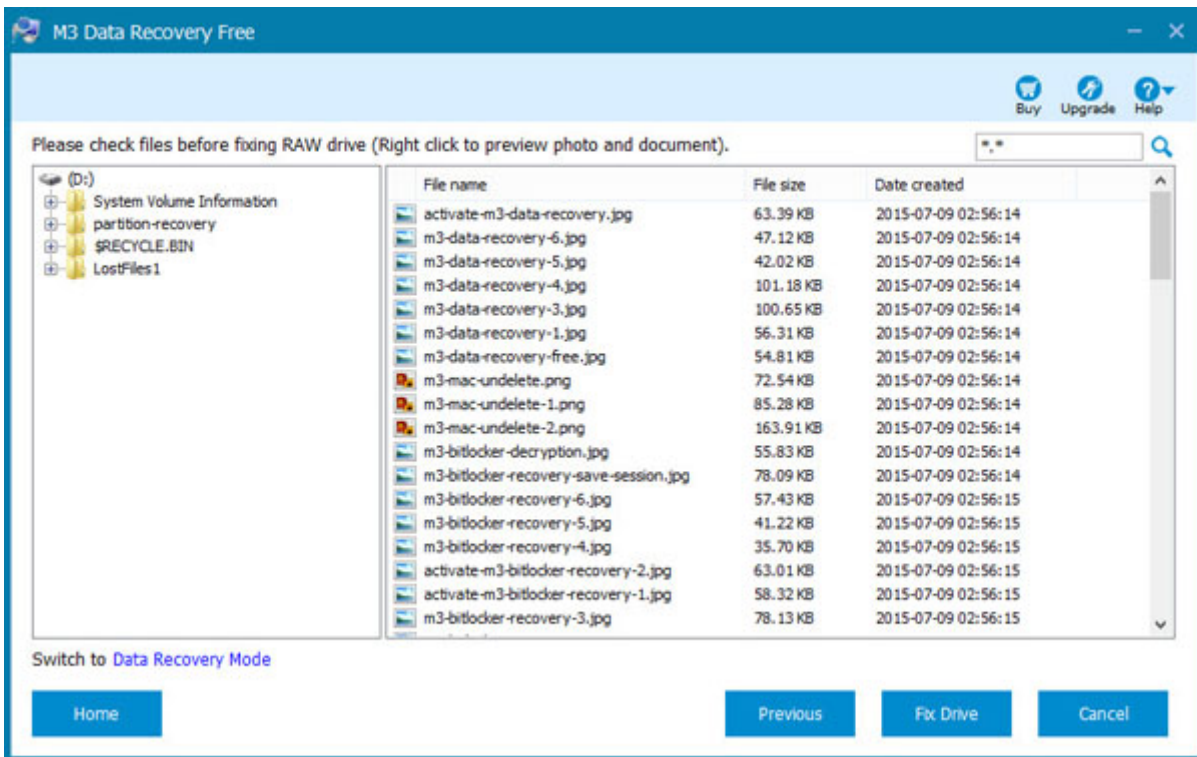 M3 Data Recovery Free
Buy Upgrade Help
Please check files before fixing RAW drive (Right click to preview photo and document).
*.*
(D:)
System Volume Information
partition-recovery
$RECYCLE.BIN
LostFiles1
File name File size Date created
activate-m3-data-recovery.jpg 63.39 KB 2015-07-09 02:56:14
m3-data-recovery-6.jpg 47.12 KB 2015-07-09 02:56:14
m3-data-recovery-5.jpg 42.02 KB 2015-07-09 02:56:14
m3-data-recovery-4.jpg 101.18 KB 2015-07-09 02:56:14
m3-data-recovery-3.jpg 100.65 KB 2015-07-09 02:56:14
m3-data-recovery-1.jpg 56.31 KB 2015-07-09 02:56:14
m3-data-recovery-free.jpg 54.81 KB 2015-07-09 02:56:14
m3-mac-undelete.png 72.54 KB 2015-07-09 02:56:14
m3-mac-undelete-1.png 85.28 KB 2015-07-09 02:56:14
m3-mac-undelete-2.png 163.91 KB 2015-07-09 02:56:14
m3-bitlocker-decryption.jpg 55.83 KB 2015-07-09 02:56:14
m3-bitlocker-recovery-save-session.jpg 78.09 KB 2015-07-09 02:56:14
m3-bitlocker-recovery-6.jpg 57.43 KB 2015-07-09 02:56:15
m3-bitlocker-recovery-5.jpg 41.22 KB 2015-07-09 02:56:15
m3-bitlocker-recovery-4.jpg 35.70 KB 2015-07-09 02:56:15
activate-m3-bitlocker-recovery-2.jpg 63.01 KB 2015-07-09 02:56:15
activate-m3-bitlocker-recovery-1.jpg 58.32 KB 2015-07-09 02:56:15
m3-bitlocker-recovery-3.jpg 78.13 KB 2015-07-09 02:56:15
Switch to Data Recovery Mode
Home Previous Fix Drive Cancel